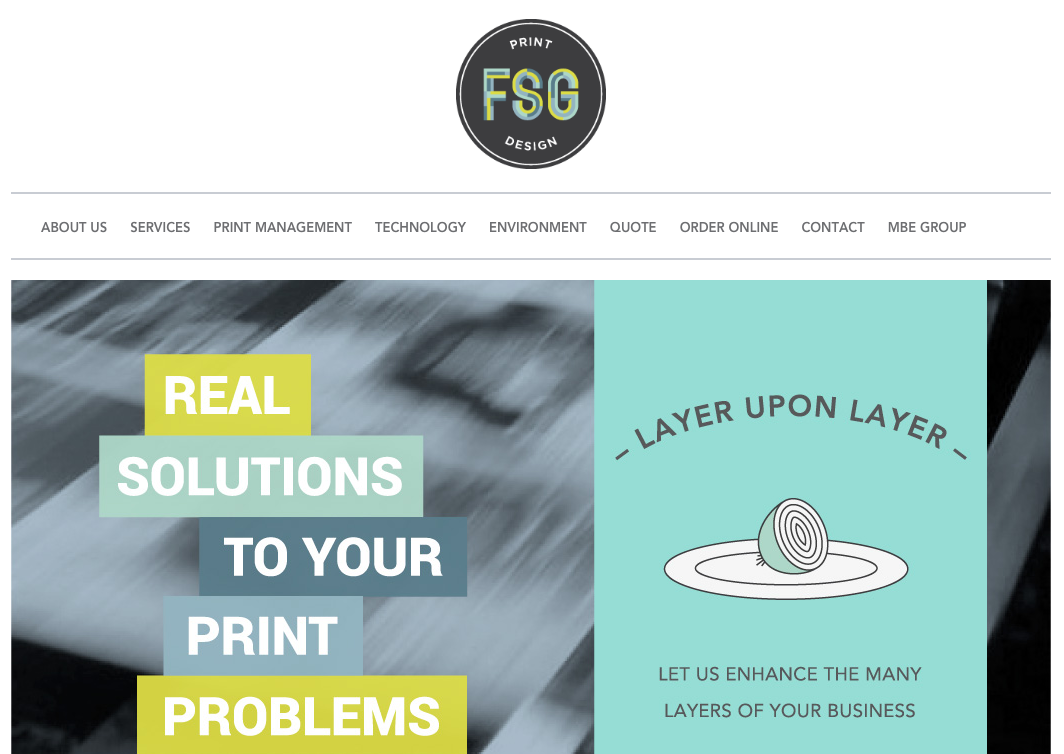 PRINT
FSG
DESIGN
ABOUT US SERVICES PRINT MANAGEMENT TECHNOLOGY ENVIRONMENT QUOTE ORDER ONLINE CONTACT MBE GROUP
REAL
SOLUTIONS
TO YOUR
PRINT
PROBLEMS
– LAYER UPON LAYER –
LET US ENHANCE THE MANY
LAYERS OF YOUR BUSINESS